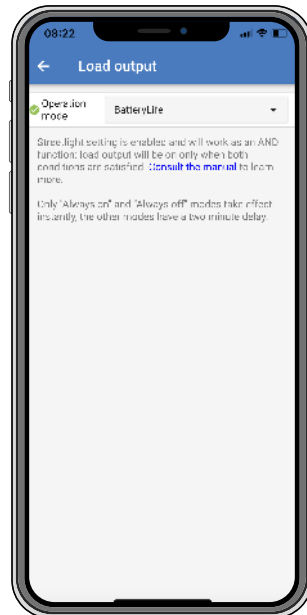 08:22
Load output
Operation
mode
BatteryLife
Streetlight setting is enabled and will work as an AND
function: load output will be on only when both
conditions are satisfied. Consult the manual to learn
more.
Only "Always on" and "Always off" modes take effect
instantly, the other modes have a two minute delay.